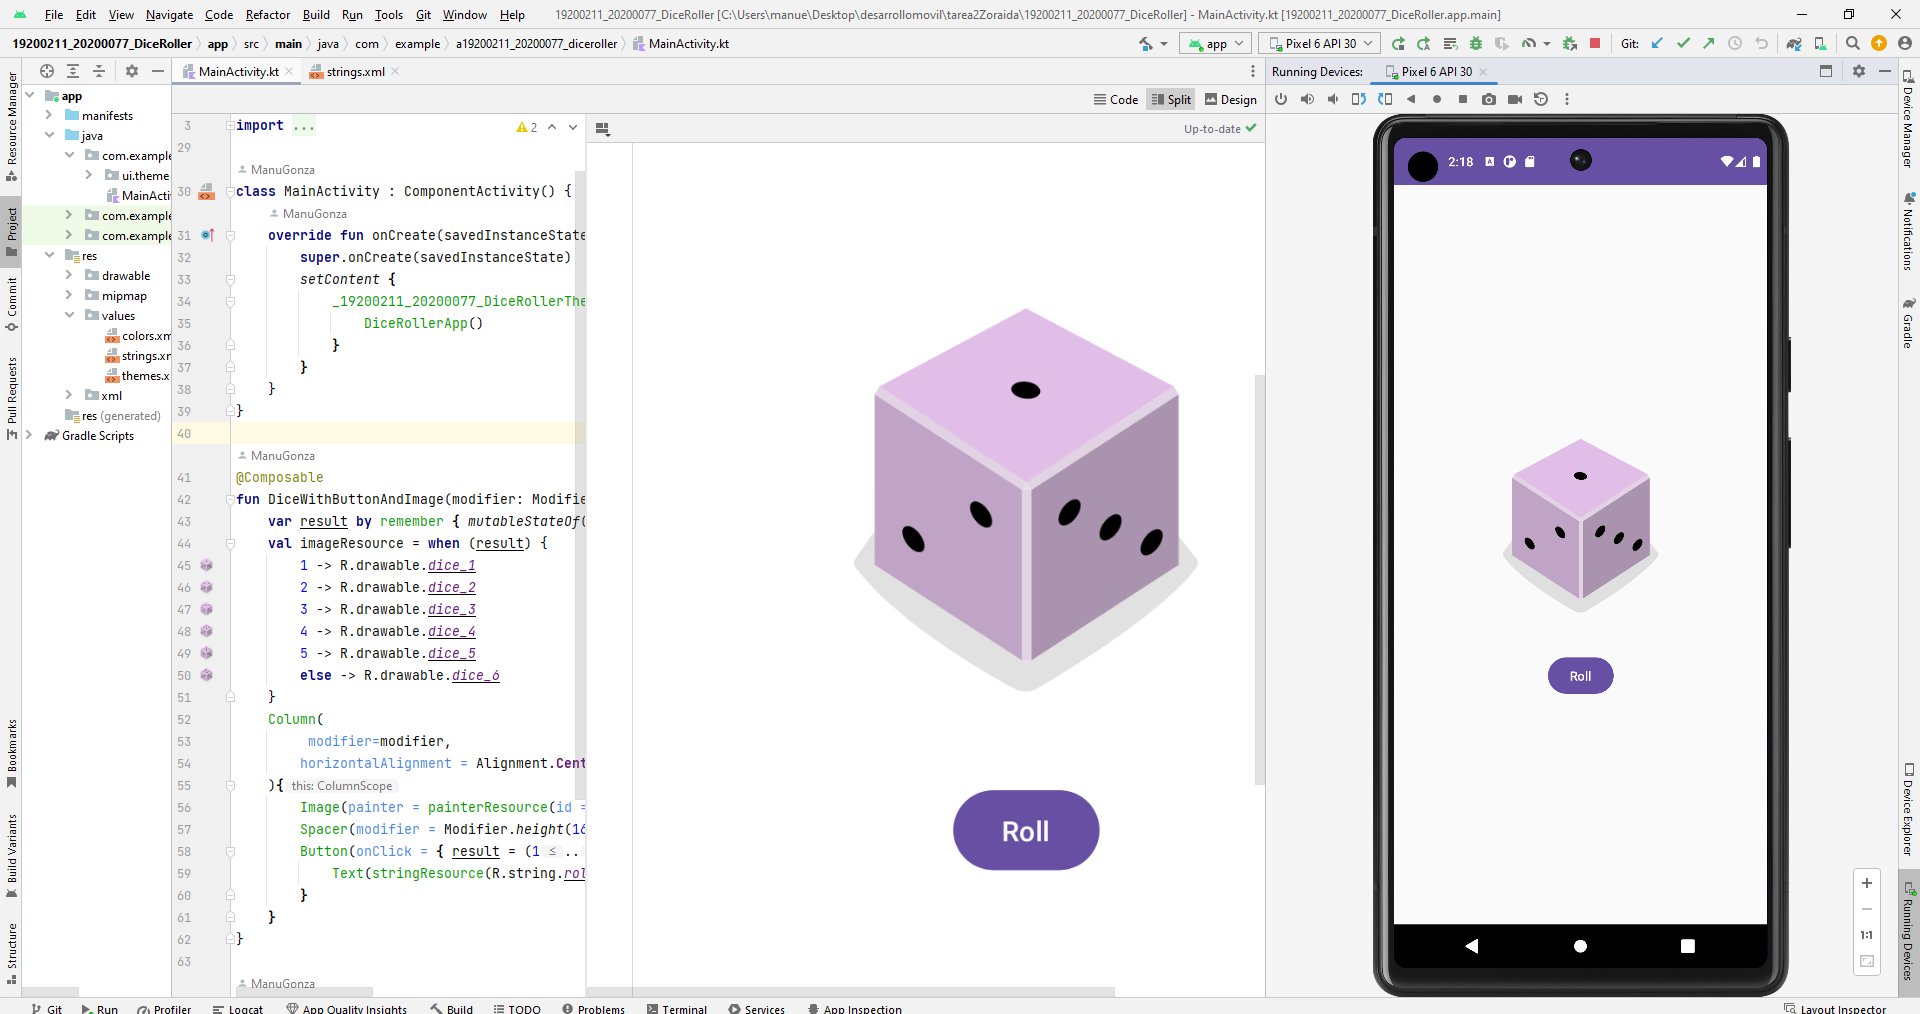 File Edit View Navigate Code Refactor Build Run Tools Git Window Help 19200211_20200077_DiceRoller [C:\Users\manue\Desktop\desarrollomovil\tarea2Zoraida\19200211_20200077_DiceRoller] - MainActivity.kt [19200211_20200077_DiceRoller.app.main]
19200211_20200077_DiceRoller app src main java com example a19200211_20200077_diceroller MainActivity.kt app Pixel 6 API 30 Git:
MainActivity.kt strings.xml Running Devices: Pixel 6 API 30
Code Split Design
Resource Manager
Project
Commit
Pull Requests
Bookmarks
Build Variants
Structure
app
manifests
java
com.example
ui.theme
MainActi
com.example
com.example
res
drawable
mipmap
values
colors.xm
strings.xm
themes.x
xml
res (generated)
Gradle Scripts
3 import ... 2
29
ManuGonza
30 class MainActivity : ComponentActivity() {
ManuGonza
31 override fun onCreate(savedInstanceState
32 super.onCreate(savedInstanceState)
33 setContent {
34 _19200211_20200077_DiceRollerThe
35 DiceRollerApp()
36 }
37 }
38 }
39 }
40
ManuGonza
41 @Composable
42 fun DiceWithButtonAndImage(modifier: Modifie
43 var result by remember { mutableStateOf(
44 val imageResource = when (result) {
45 1 -> R.drawable.dice_1
46 2 -> R.drawable.dice_2
47 3 -> R.drawable.dice_3
48 4 -> R.drawable.dice_4
49 5 -> R.drawable.dice_5
50 else -> R.drawable.dice_6
51 }
52 Column(
53 modifier=modifier,
54 horizontalAlignment = Alignment.Cent
55 ){ this: ColumnScope
56 Image(painter = painterResource(id =
57 Spacer(modifier = Modifier.height(16
58 Button(onClick = { result = (1 ≤ ..
59 Text(stringResource(R.string.rol
60 }
61 }
62 }
63
ManuGonza
Up-to-date
Roll
2:18
Roll
1:1
Device Manager
Notifications
Gradle
Device Explorer
Running Devices
Git Run Profiler Logcat App Quality Insights Build TODO Problems Terminal Services App Inspection Layout Inspector